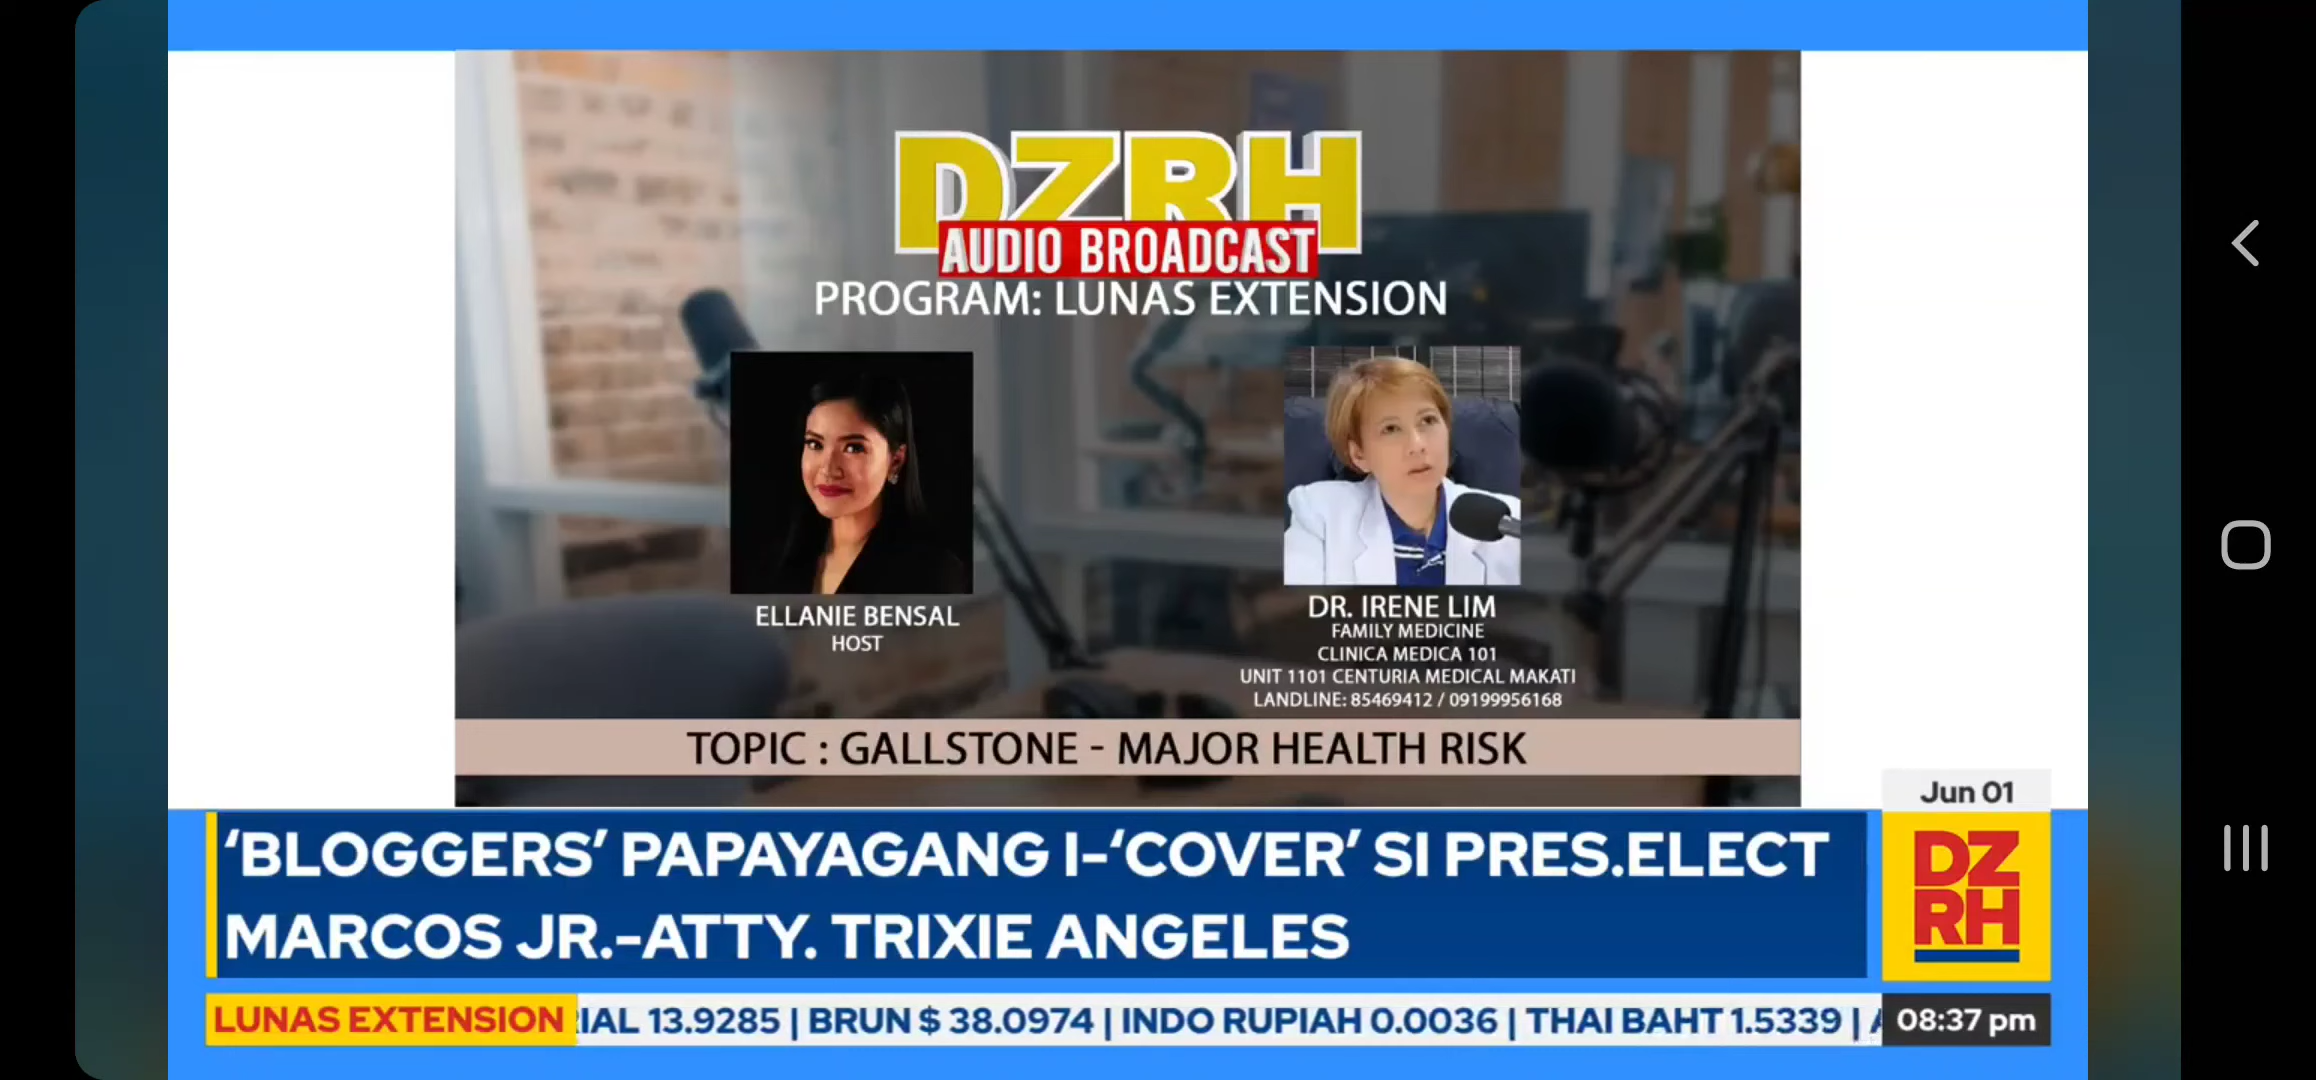 DZRH
AUDIO BROADCAST
PROGRAM: LUNAS EXTENSION
ELLANIE BENSAL
HOST
DR. IRENE LIM
FAMILY MEDICINE
CLINICA MEDICA 101
UNIT 1101 CENTURIA MEDICAL MAKATI
LANDLINE: 85469412 / 09199956168
TOPIC : GALLSTONE - MAJOR HEALTH RISK
Jun 01
‘BLOGGERS’ PAPAYAGANG I-‘COVER’ SI PRES.ELECT
MARCOS JR.-ATTY. TRIXIE ANGELES
DZ
RH
LUNAS EXTENSION IAL 13.9285 | BRUN $ 38.0974 | INDO RUPIAH 0.0036 | THAI BAHT 1.5339 |
08:37 pm